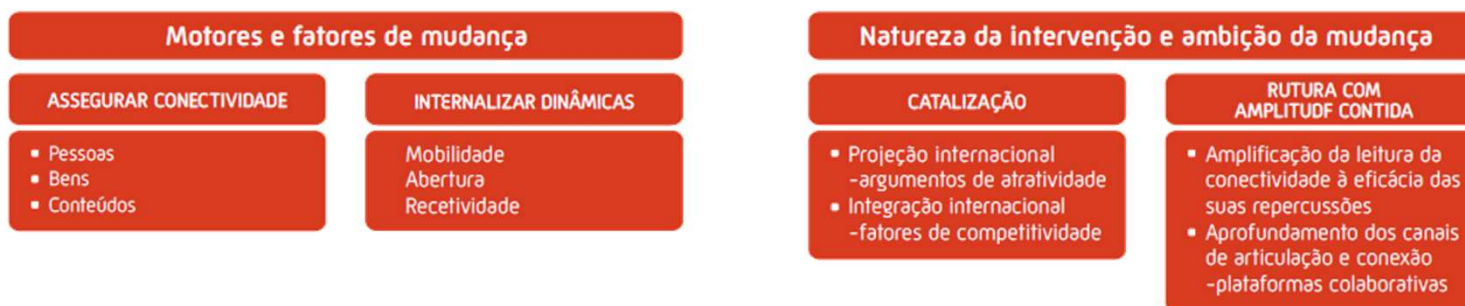 Motores e fatores de mudança
ASSEGURAR CONECTIVIDADE
▪ Pessoas
▪ Bens
▪ Conteúdos
INTERNALIZAR DINÂMICAS
Mobilidade
Abertura
Recetividade
Natureza da intervenção e ambição da mudança
CATALIZAÇÃO
▪ Projeção internacional
-argumentos de atratividade
▪ Integração internacional
-fatores de competitividade
RUTURA COM
AMPLITUDF CONTIDA
▪ Amplificação da leitura da
conectividade à eficácia das
suas repercussões
▪ Aprofundamento dos canais
de articulação e conexão
-plataformas colaborativas